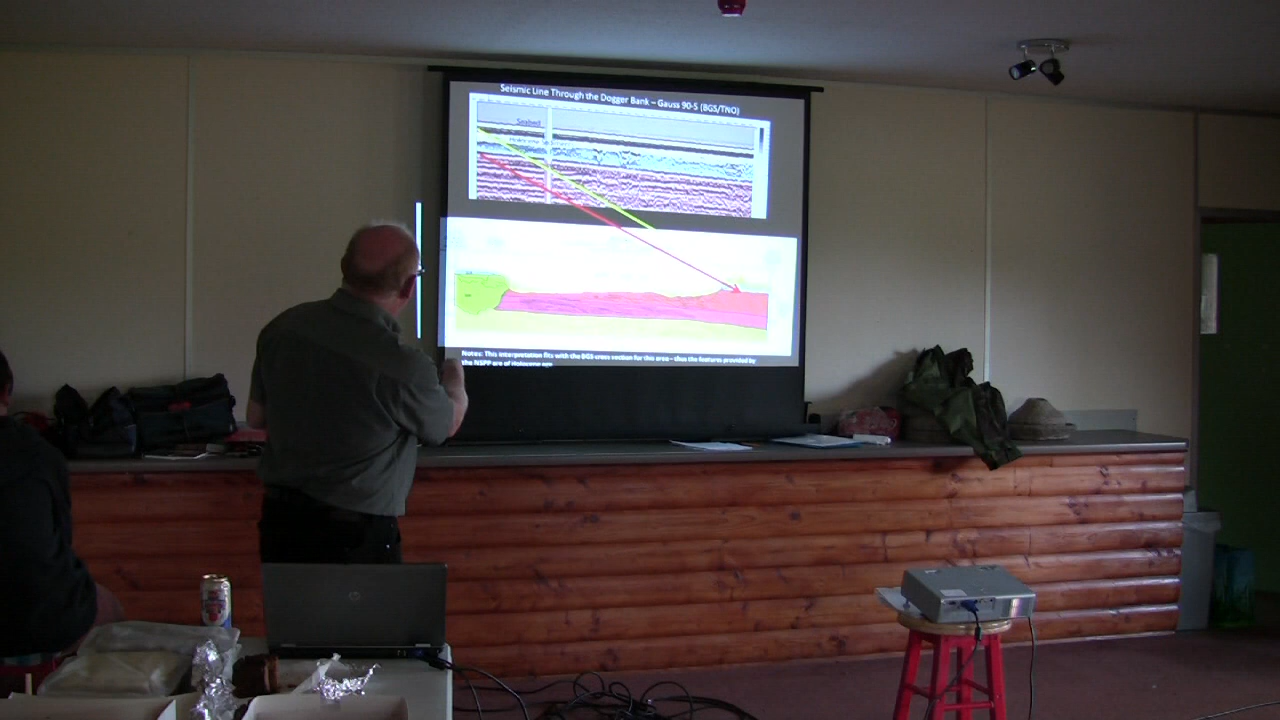 Seismic Line Through the Dogger Bank – Gauss 90-S (BGS/TNO)
Seabed
Notes: This interpretation fits with the BGS cross section for this area – thus the features provided by
the NSPP are of Holocene age
hp